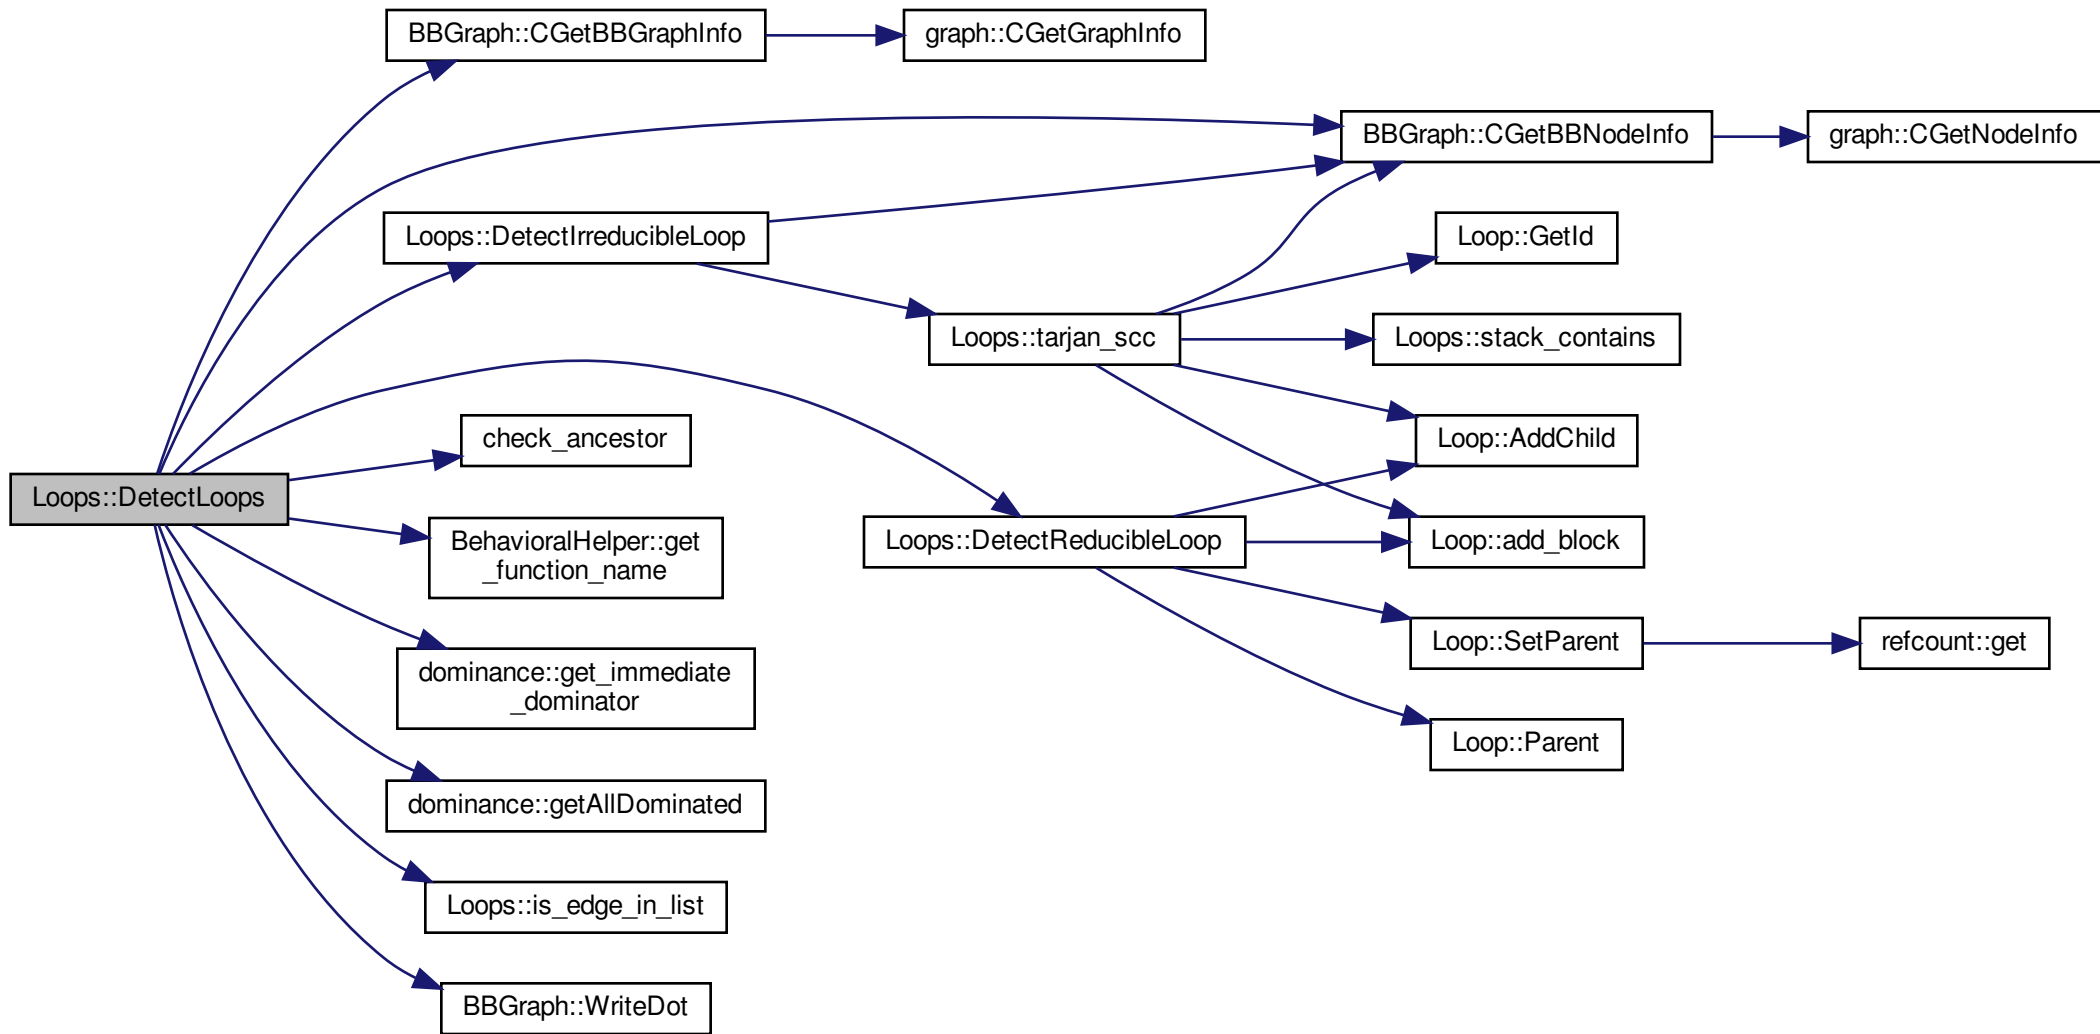 BBGraph::CGetBBGraphInfo
graph::CGetGraphInfo
BBGraph::CGetBBNodeInfo
graph::CGetNodeInfo
Loops::DetectIrreducibleLoop
Loop::GetId
Loops::tarjan_scc
Loops::stack_contains
check_ancestor
Loop::AddChild
Loops::DetectLoops
BehavioralHelper::get
_function_name
Loops::DetectReducibleLoop
Loop::add_block
dominance::get_immediate
_dominator
Loop::SetParent
refcount::get
Loop::Parent
dominance::getAllDominated
Loops::is_edge_in_list
BBGraph::WriteDot